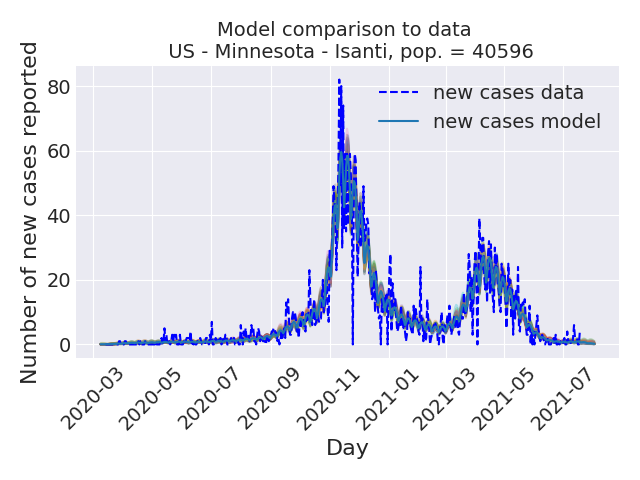 Model comparison to data
US - Minnesota - Isanti, pop. = 40596
Number of new cases reported
80
60
40
20
0
new cases data
new cases model
2020-03
2020-05
2020-07
2020-09
2020-11
2021-01
2021-03
2021-05
2021-07
Day